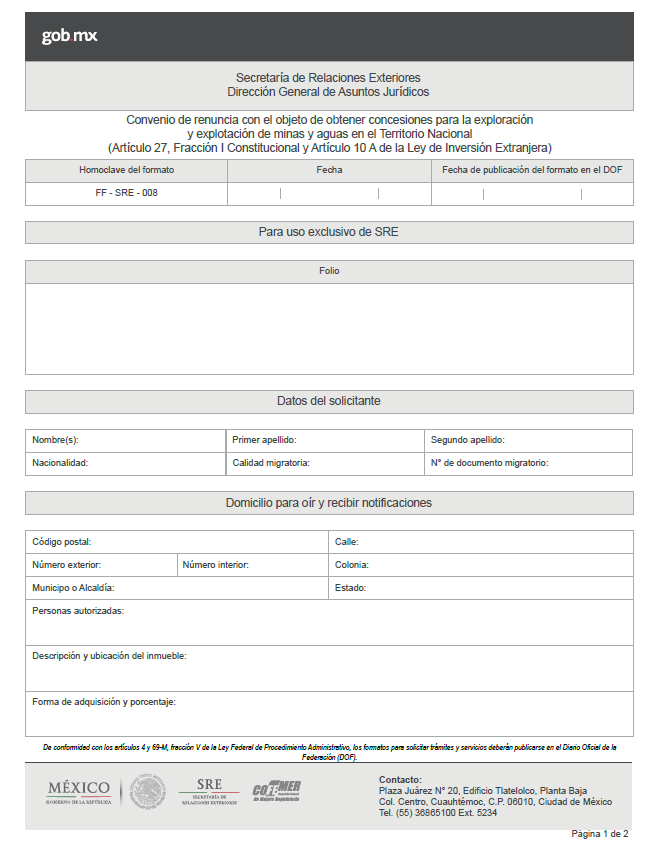 gob.mx
Secretaría de Relaciones Exteriores
Dirección General de Asuntos Jurídicos
Convenio de renuncia con el objeto de obtener concesiones para la exploración
y explotación de minas y aguas en el Territorio Nacional
(Artículo 27, Fracción I Constitucional y Artículo 10 A de la Ley de Inversión Extranjera)
Homoclave del formato
Fecha
Fecha de publicación del formato en el DOF
FF - SRE - 008
Para uso exclusivo de SRE
Folio
Datos del solicitante
Nombre(s):
Primer apellido:
Segundo apellido:
Nacionalidad:
Calidad migratoria:
N° de documento migratorio:
Domicilio para oír y recibir notificaciones
Código postal:
Calle:
Número exterior:
Número interior:
Colonia:
Municipo o Alcaldía:
Estado:
Personas autorizadas:
Descripción y ubicación del inmueble:
Forma de adquisición y porcentaje:
De conformidad con los artículos 4 y 69-M, fracción V de la Ley Federal de Procedimiento Administrativo, los formatos para solicitar trámites y servicios deberán publicarse en el Diario Oficial de la
Federación (DOF).
MÉXICO
GOBIERNO DE LA REPÚBLICA
SRE
SECRETARÍA DE
RELACIONES EXTERIORES
COFEMER
Contacto:
Plaza Juárez N° 20, Edificio Tlatelolco, Planta Baja
Col. Centro, Cuauhtémoc, C.P. 06010, Ciudad de México
Tel. (55) 36865100 Ext. 5234
Página 1 de 2